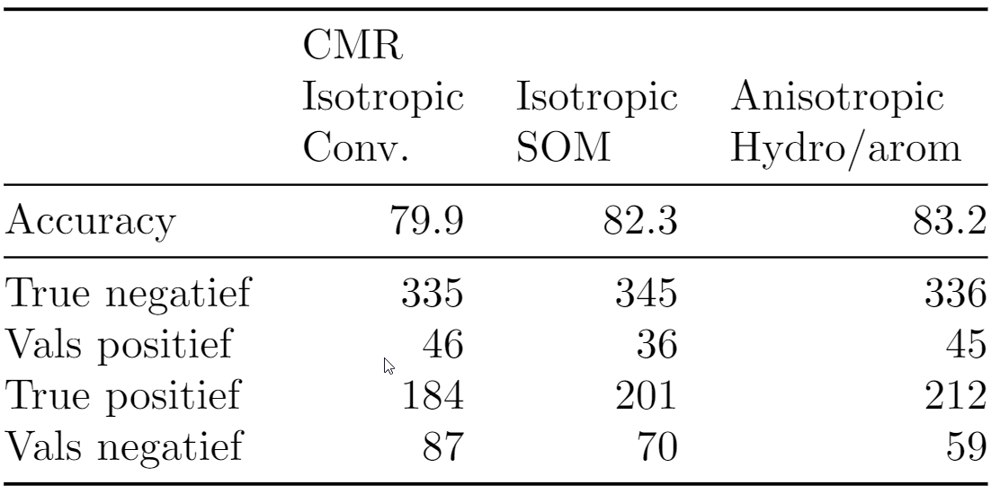 CMR
Isotropic Isotropic Anisotropic
Conv. SOM Hydro/arom
Accuracy 79.9 82.3 83.2
True negatief 335 345 336
Vals positief 46 36 45
True positief 184 201 212
Vals negatief 87 70 59